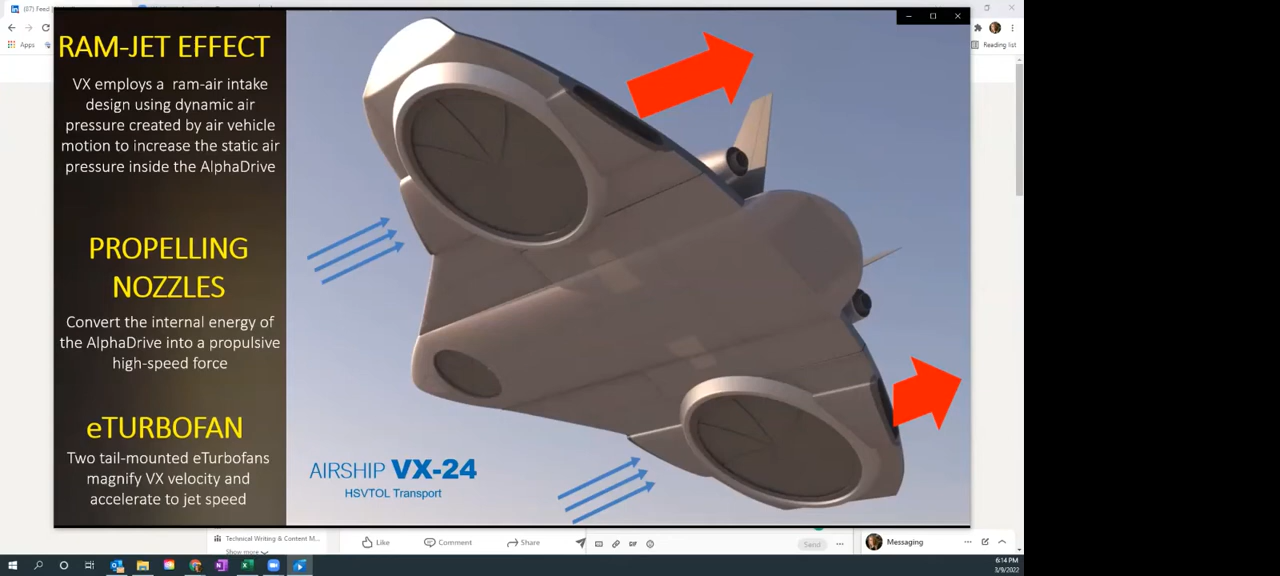 (87) Feed
Apps
Reading list
RAM-JET EFFECT
VX employs a ram-air intake
design using dynamic air
pressure created by air vehicle
motion to increase the static air
pressure inside the AlphaDrive
PROPELLING
NOZZLES
Convert the internal energy of
the AlphaDrive into a propulsive
high-speed force
eTURBOFAN
Two tail-mounted eTurbofans
magnify VX velocity and
accelerate to jet speed
AIRSHIP VX-24
HSVTOL Transport
Technical Writing & Content M...
Show more
Like
Comment
Share
Send
Messaging
6:14 PM
3/9/2022